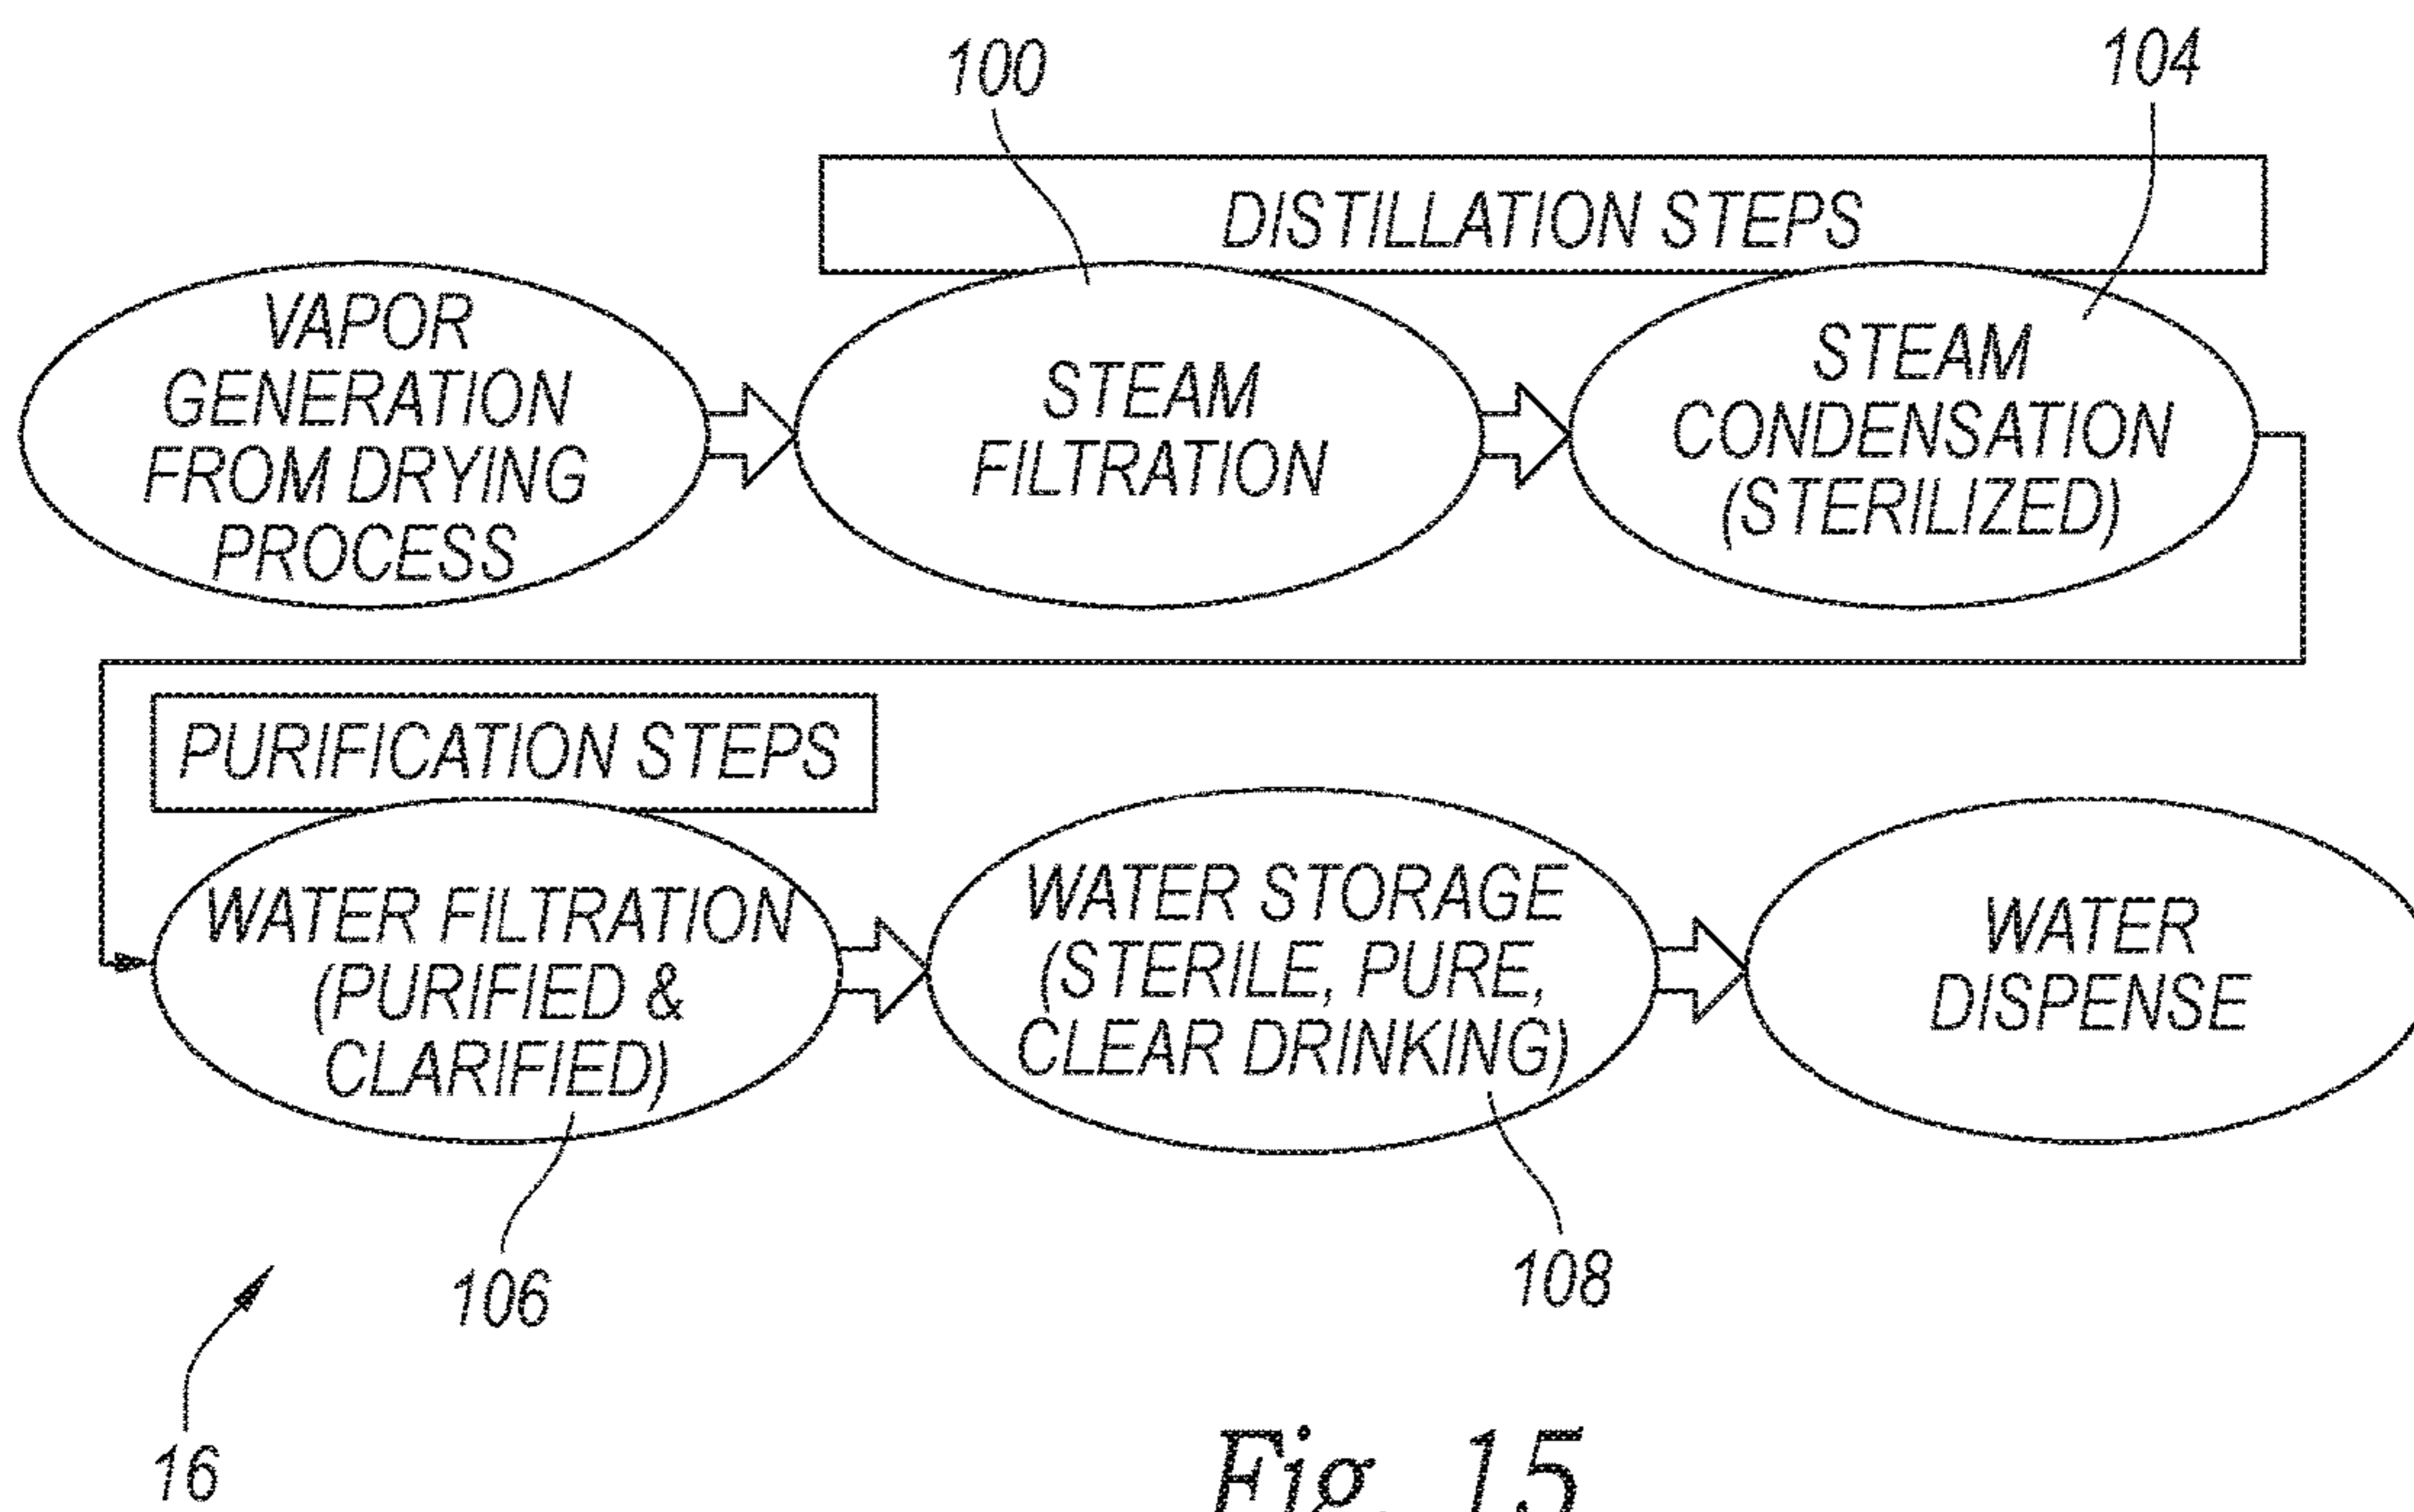 100
104
DISTILLATION STEPS
VAPOR
GENERATION
FROM DRYING
PROCESS
STEAM
FILTRATION
STEAM
CONDENSATION
(STERILIZED)
PURIFICATION STEPS
WATER FILTRATION
(PURIFIED &
CLARIFIED)
WATER STORAGE
(STERILE, PURE,
CLEAR DRINKING)
WATER
DISPENSE
106
108
16
Fig. 15